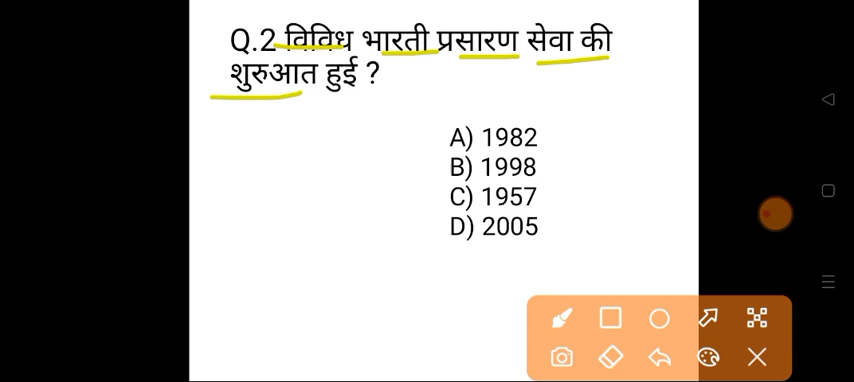 Q.2 विविध भारती प्रसारण सेवा की
शुरुआत हुई ?
A) 1982
B) 1998
C) 1957
D) 2005